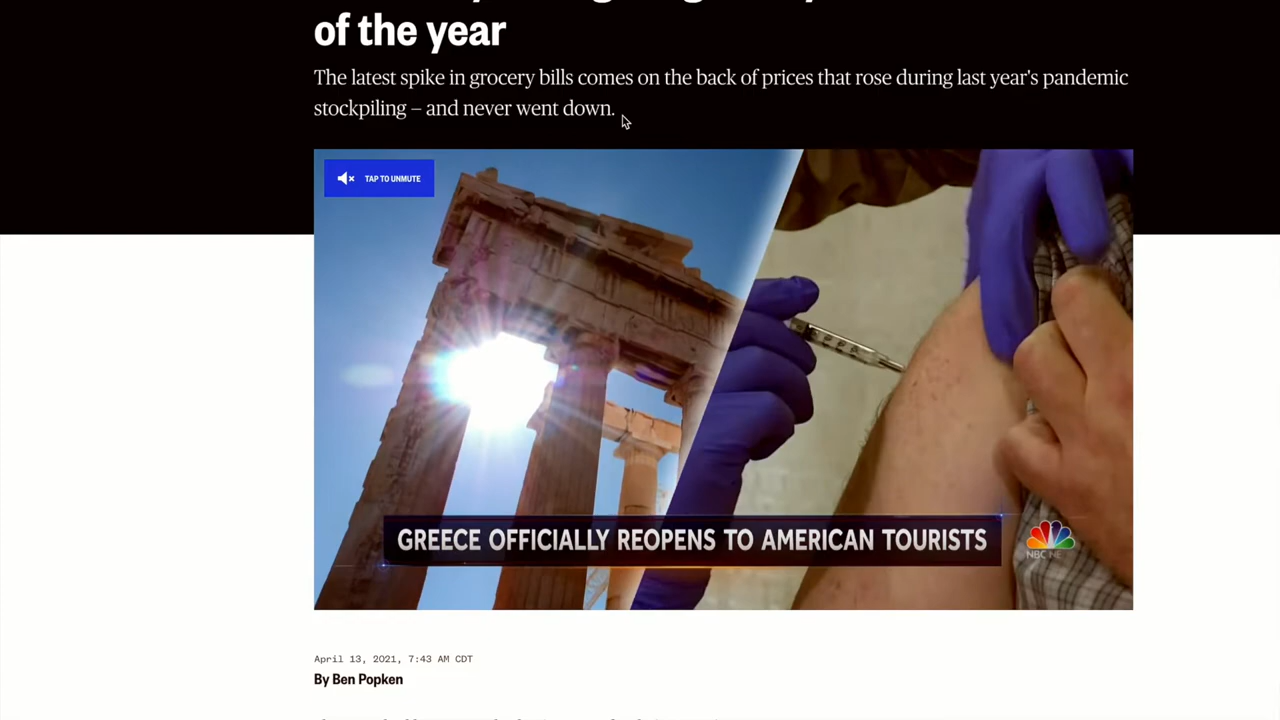 of the year
The latest spike in grocery bills comes on the back of prices that rose during last year's pandemic
stockpiling – and never went down.
TAP TO UNMUTE
GREECE OFFICIALLY REOPENS TO AMERICAN TOURISTS
NBC NE
April 13, 2021, 7:43 AM CDT
By Ben Popken